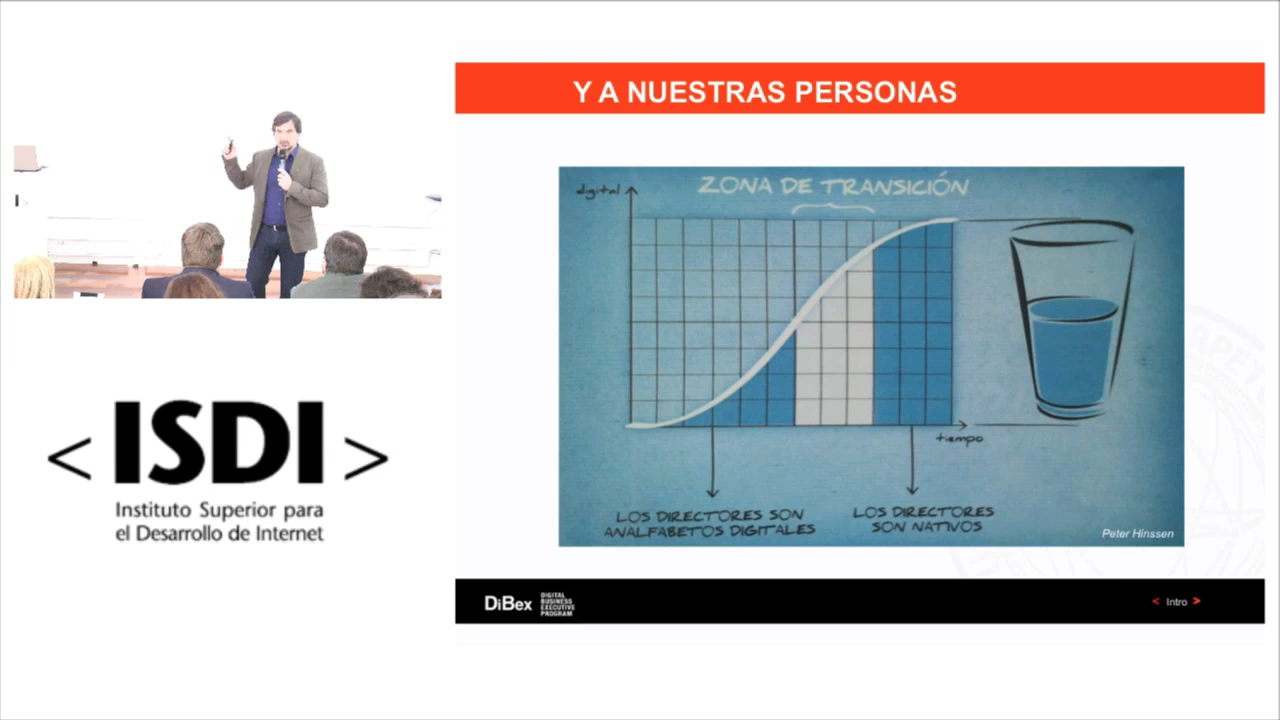 Y A NUESTRAS PERSONAS
digital
ZONA DE TRANSICIÓN
tiempo
LOS DIRECTORES SON
ANALFABETOS DIGITALES
LOS DIRECTORES
SON NATIVOS
Peter Hinssen
< ISDI >
Instituto Superior para
el Desarrollo de Internet
DiBex
DIGITAL
BUSINESS
EXECUTIVE
PROGRAM
< Intro >